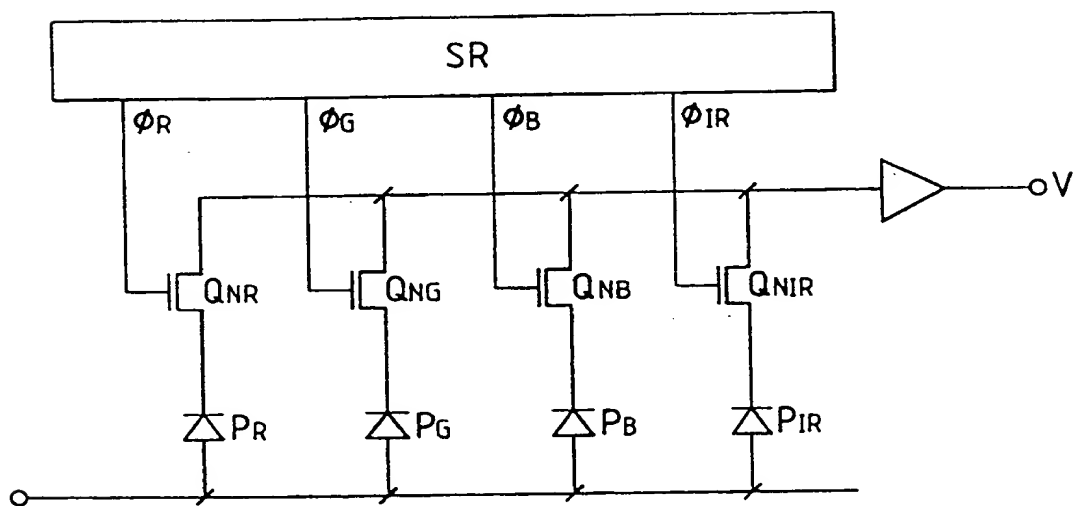 SR
ϕR ϕG ϕB ϕIR
V
QNR QNG QNB QNIR
PR PG PB PIR